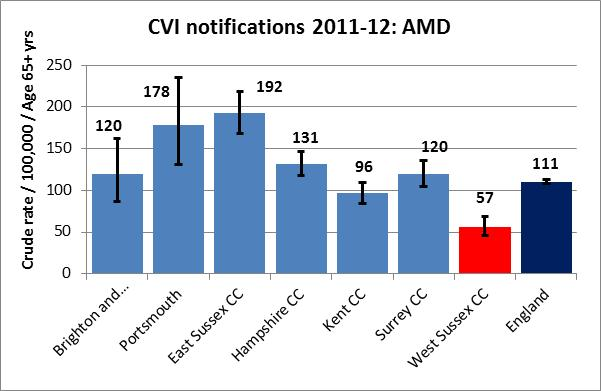 CVI notifications 2011-12: AMD
Crude rate / 100,000 / Age 65+ yrs
250
200
150
100
50
0
120
178
192
131
96
120
57
111
Brighton and...
Portsmouth
East Sussex CC
Hampshire CC
Kent CC
Surrey CC
West Sussex CC
England